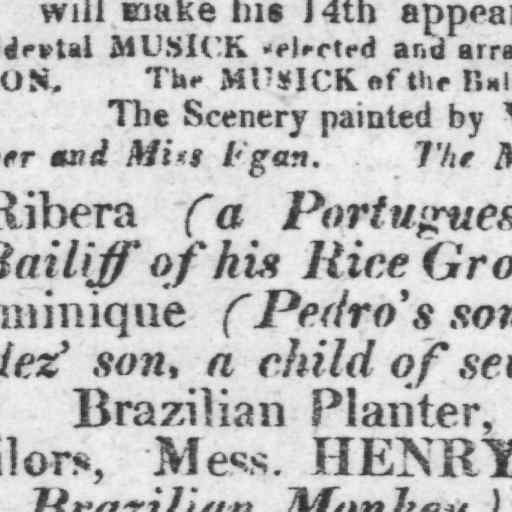 will make his 14th appear
idental MUSICK selected and arra
ON. The MUSICK of the Bal
The Scenery painted by
er and Miss Egan. The M
Ribera (a Portugues
Bailiff of his Rice Gro
minique (Pedro's son
dez' son, a child of sev
Brazilian Planter,
ilors, Mess. HENRY
Brazilian Monkey)